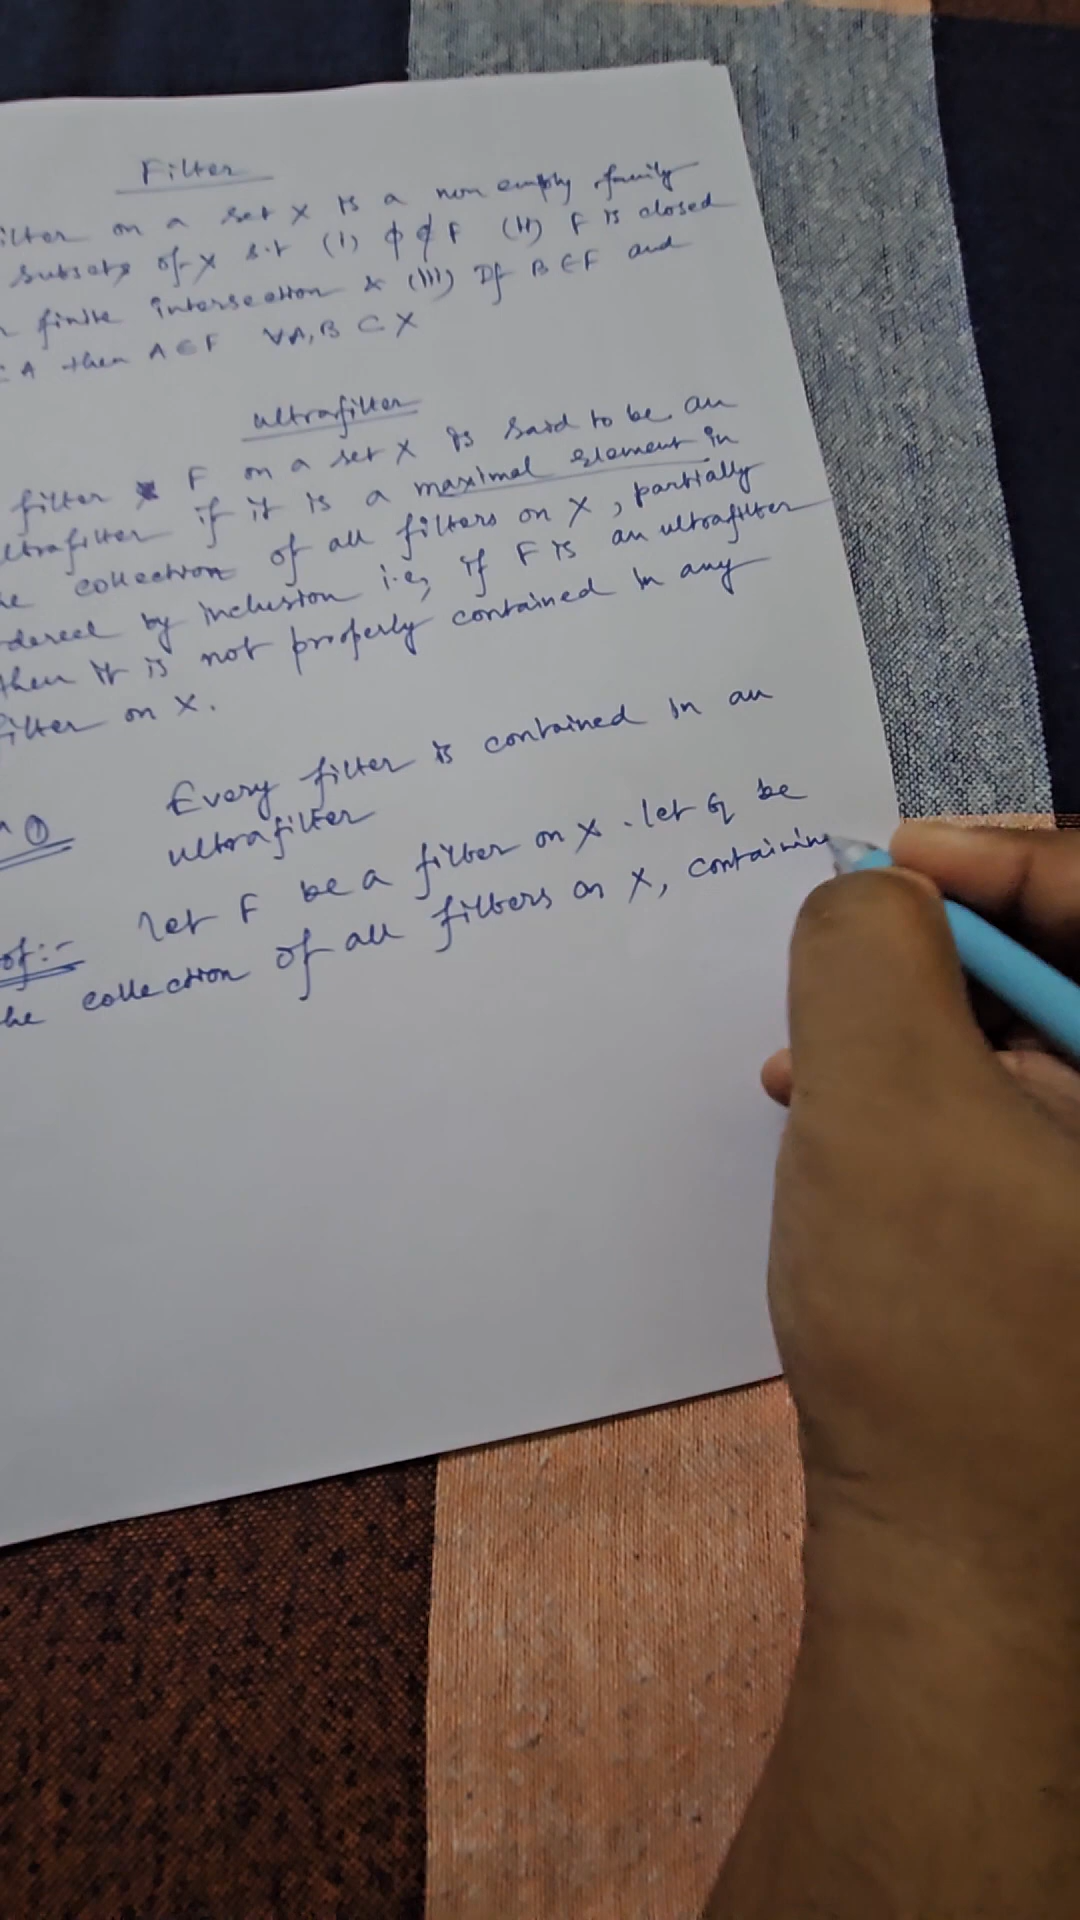 Filter
ilter on a set X is a non empty family
subsets of X s.t (i) ϕ ∉ F (ii) F is closed
finite intersection & (iii) If B ∈ F and
⊂ A then A ∈ F ∀ A, B ⊂ X
Ultrafilter
filter F on a set X is said to be an
ltrafilter if it is a maximal element in
he collection of all filters on X, partially
dered by inclusion i.e, if F is an ultrafilter
then it is not properly contained in any
filter on X.
①
Every filter is contained in an
ultrafilter
of:- Let F be a filter on X. Let G be
he collection of all filters on X, containing